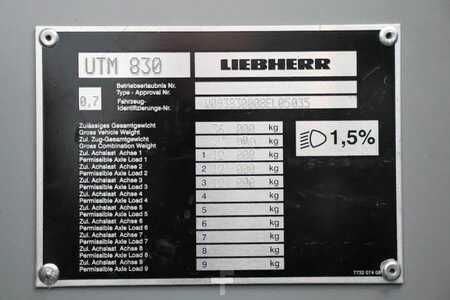 UTM 830
LIEBHERR
0,7
Betriebserlaubnis Nr.
Type - Approval Nr.
Fahrzeug-
Identifizierungs-Nr.
Zulässiges Gesamtgewicht
Gross Vehicle Weight
kg
Zul. Zug-Gesamtgewicht
Gross Combination Weight
kg
Zul. Achslast Achse 1
Permissible Axle Load 1
1
kg
Zul. Achslast Achse 2
Permissible Axle Load 2
2
kg
Zul. Achslast Achse 3
Permissible Axle Load 3
3
kg
Zul. Achslast Achse 4
Permissible Axle Load 4
4
kg
Zul. Achslast Achse 5
Permissible Axle Load 5
5
kg
Zul. Achslast Achse 6
Permissible Axle Load 6
6
kg
Zul. Achslast Achse 7
Permissible Axle Load 7
7
kg
Zul. Achslast Achse 8
Permissible Axle Load 8
8
kg
Zul. Achslast Achse 9
Permissible Axle Load 9
9
kg
1,5%